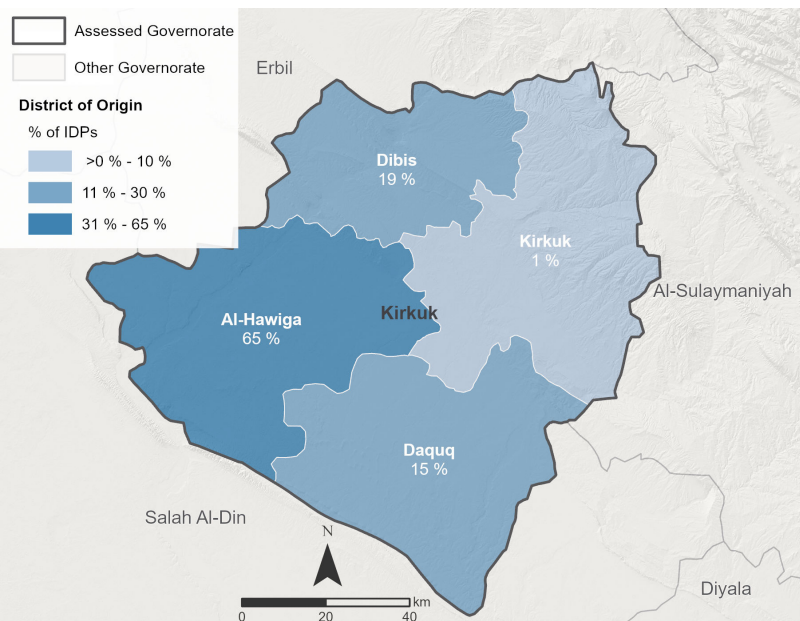 Assessed Governorate
Other Governorate
District of Origin
% of IDPs
>0 % - 10 %
11 % - 30 %
31 % - 65 %
Erbil
Dibis
19 %
Kirkuk
1 %
Al-Sulaymaniyah
Kirkuk
Al-Hawiga
65 %
Daquq
15 %
Salah Al-Din
N
Diyala
km
0 20 40